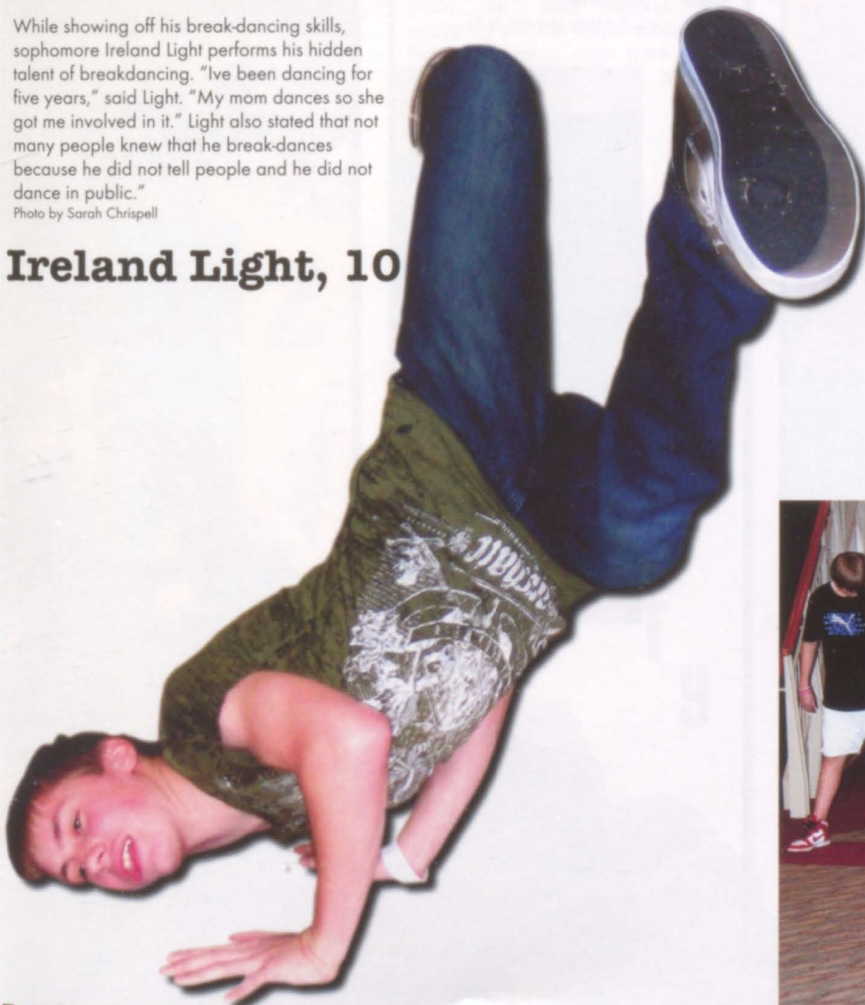 While showing off his break-dancing skills,
sophomore Ireland Light performs his hidden
talent of breakdancing. “Ive been dancing for
five years,” said Light. “My mom dances so she
got me involved in it.” Light also stated that not
many people knew that he break-dances
because he did not tell people and he did not
dance in public.”
Photo by Sarah Chrispell
Ireland Light, 10